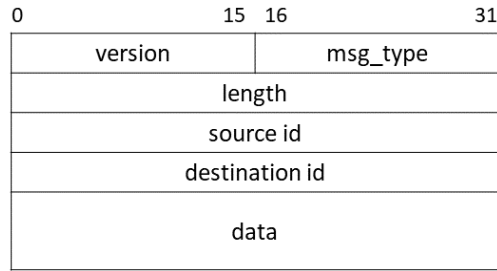 0 15 16 31
version msg_type
length
source id
destination id
data